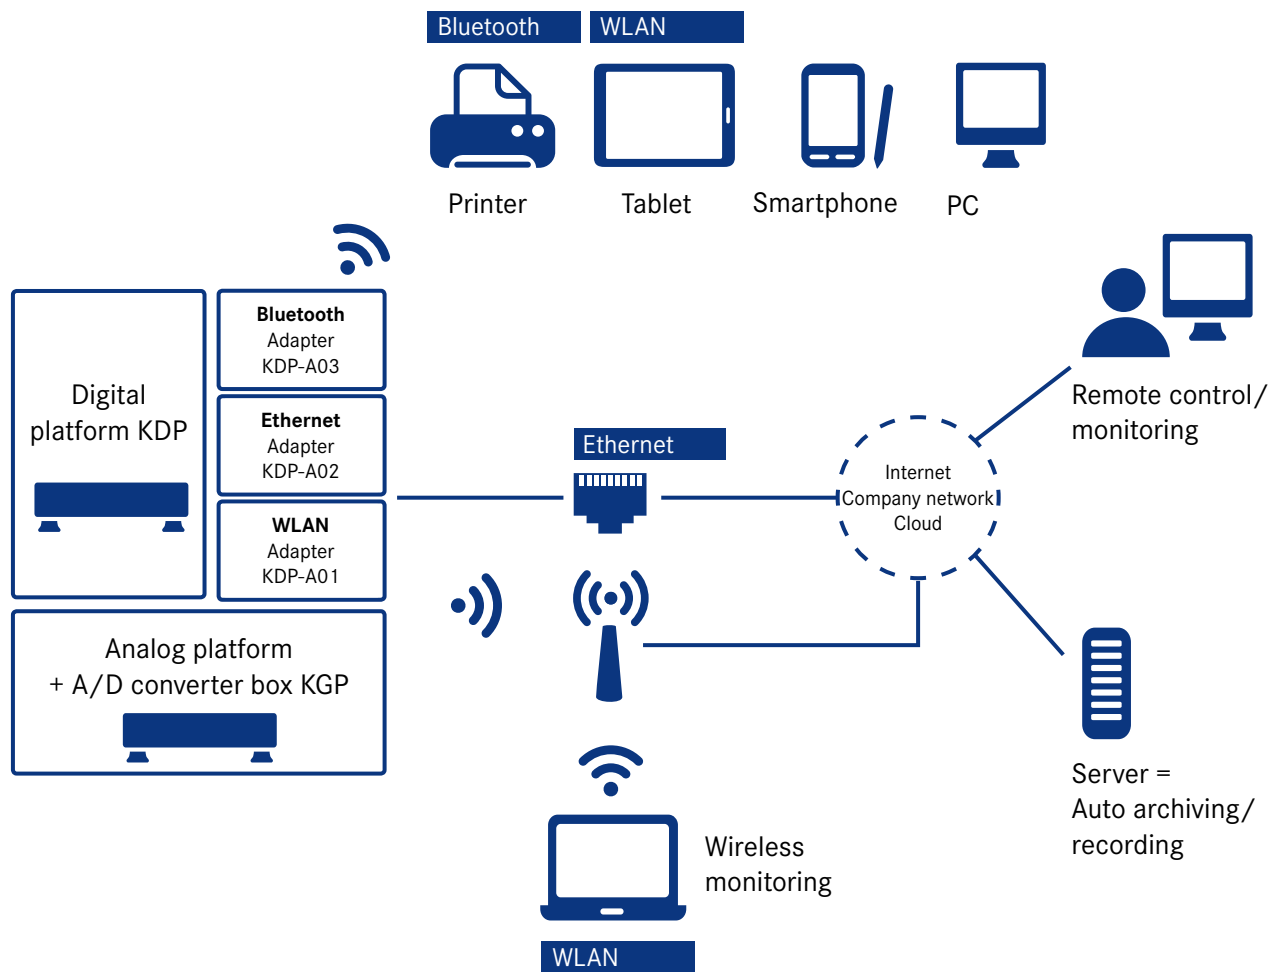 Bluetooth
WLAN
Printer
Tablet
Smartphone
PC
Digital
platform KDP
Bluetooth
Adapter
KDP-A03
Ethernet
Adapter
KDP-A02
WLAN
Adapter
KDP-A01
Analog platform
+ A/D converter box KGP
Ethernet
Internet
Company network
Cloud
Remote control/
monitoring
Server =
Auto archiving/
recording
Wireless
monitoring
WLAN